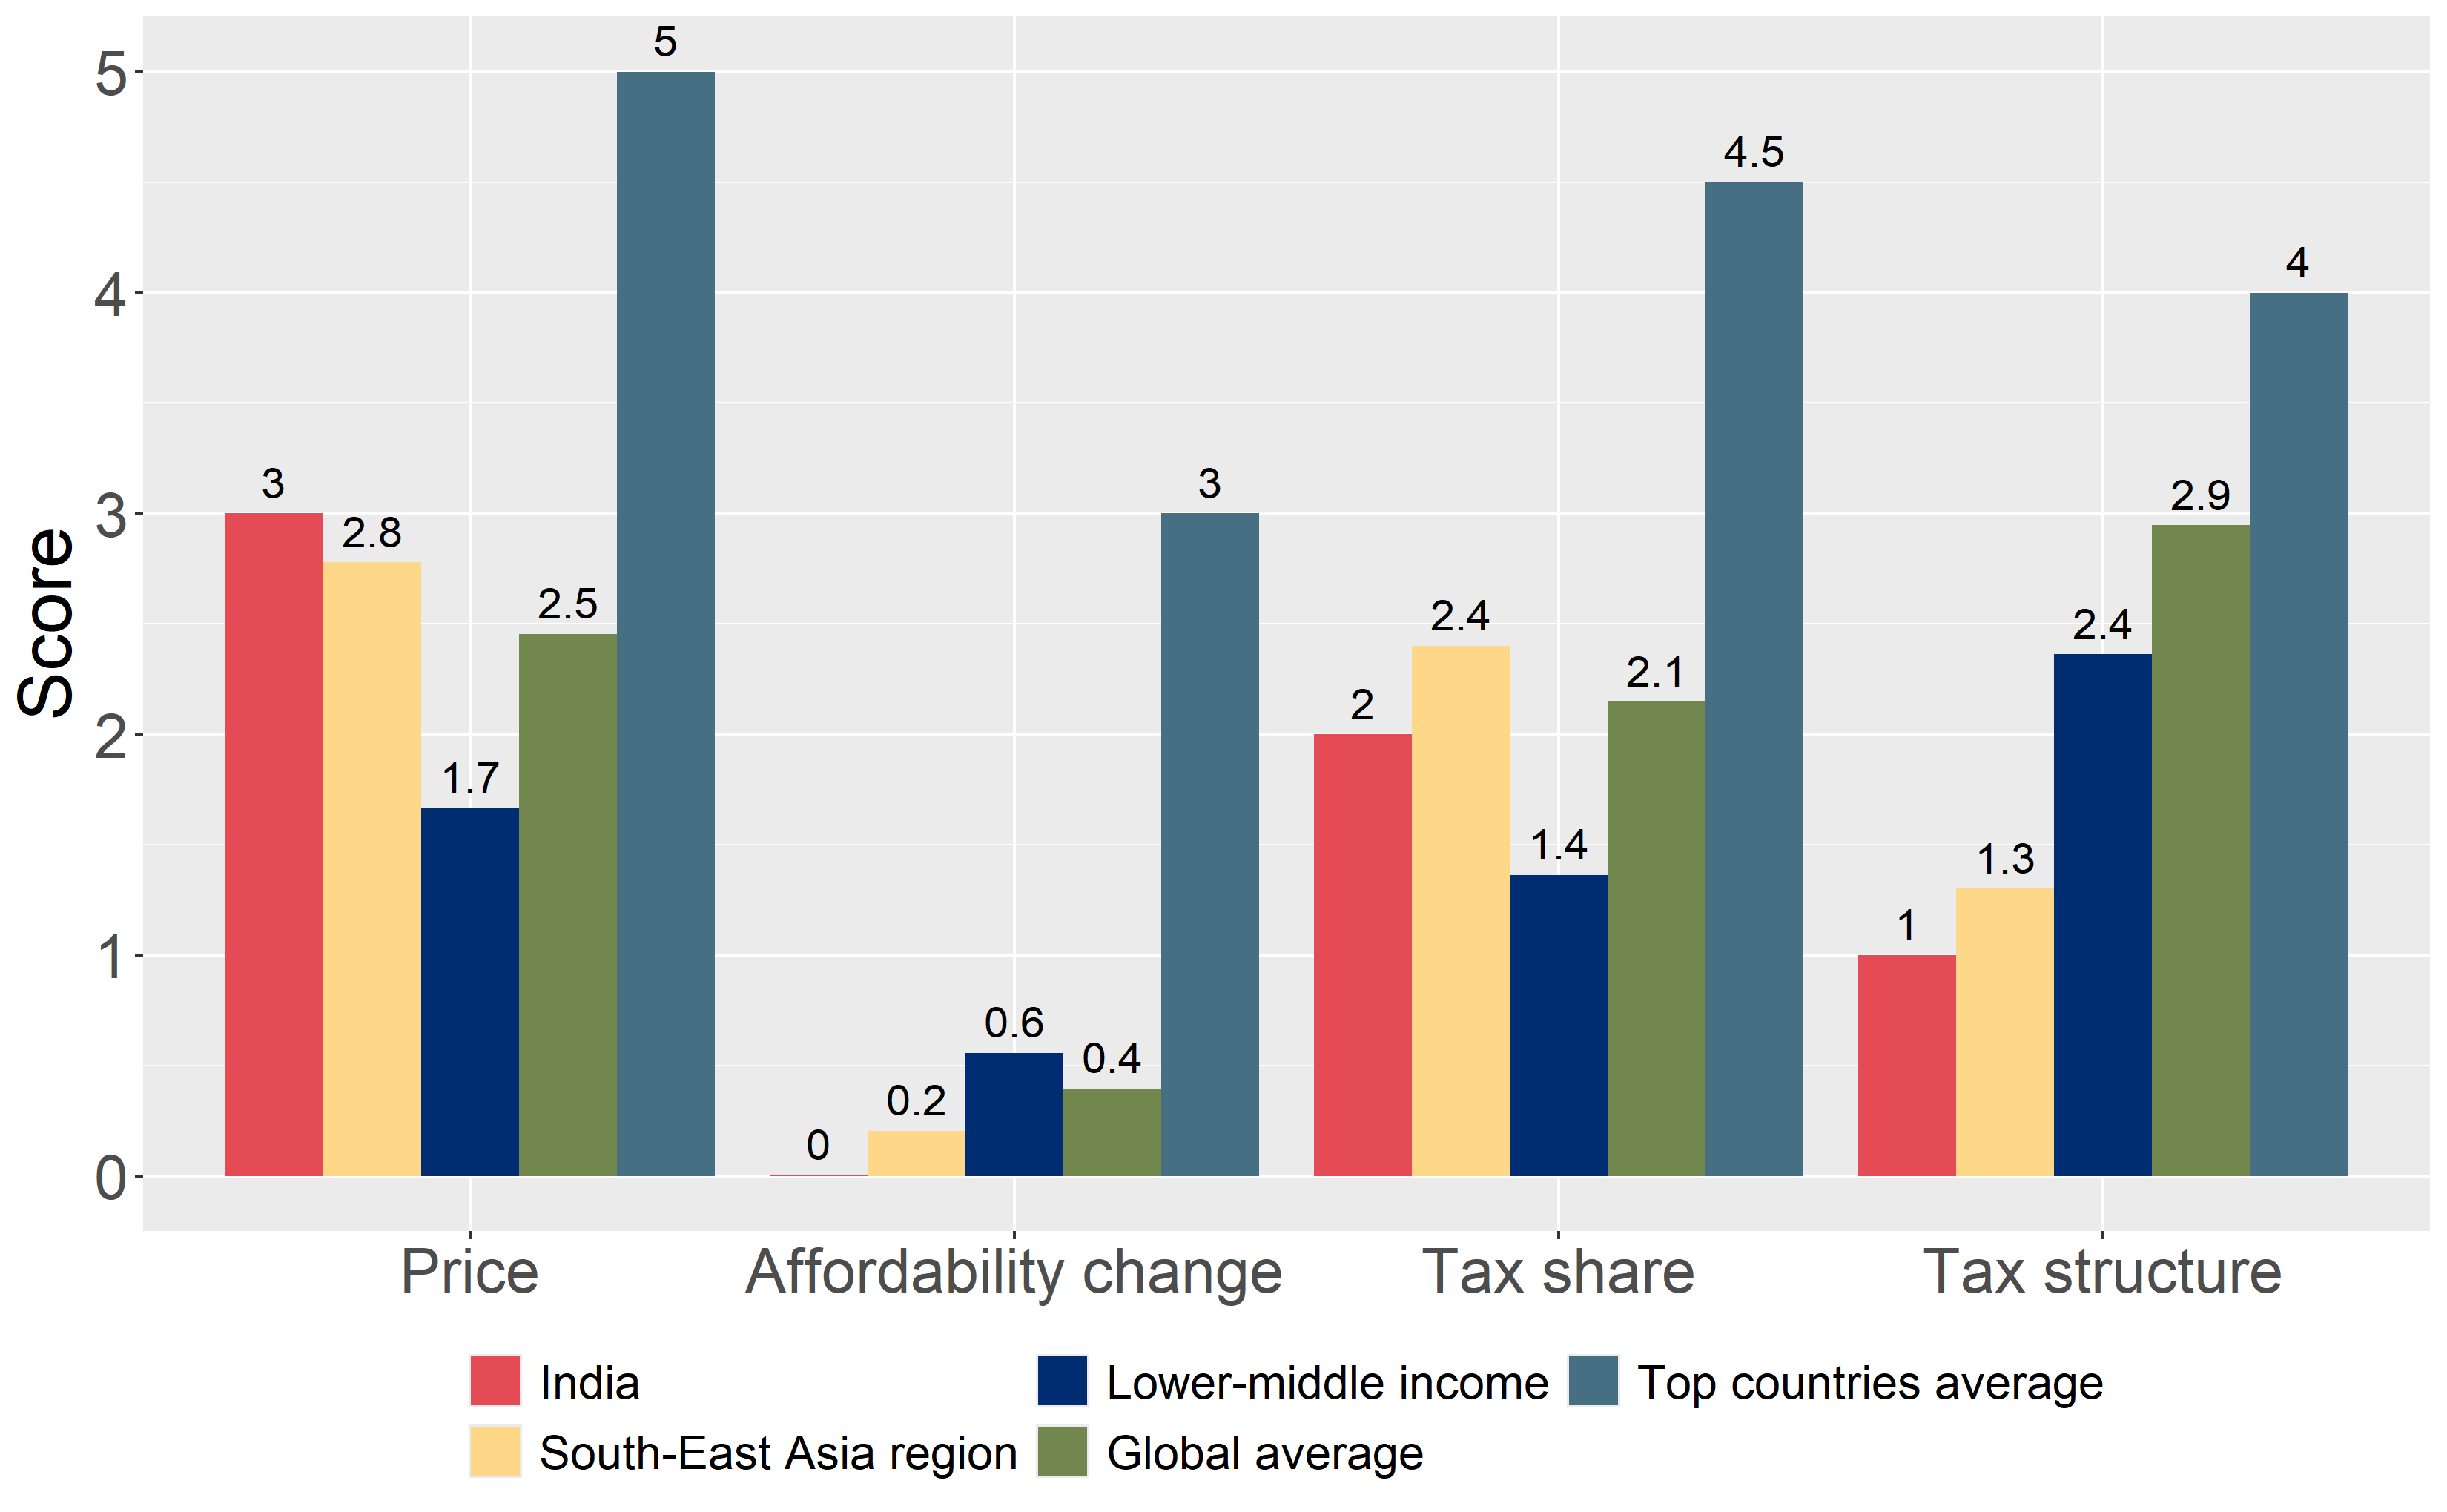 Score
5
4
3
2
1
0
3
2.8
1.7
2.5
5
0
0.2
0.6
0.4
3
2
2.4
1.4
2.1
4.5
1
1.3
2.4
2.9
4
Price
Affordability change
Tax share
Tax structure
India
Lower-middle income
Top countries average
South-East Asia region
Global average